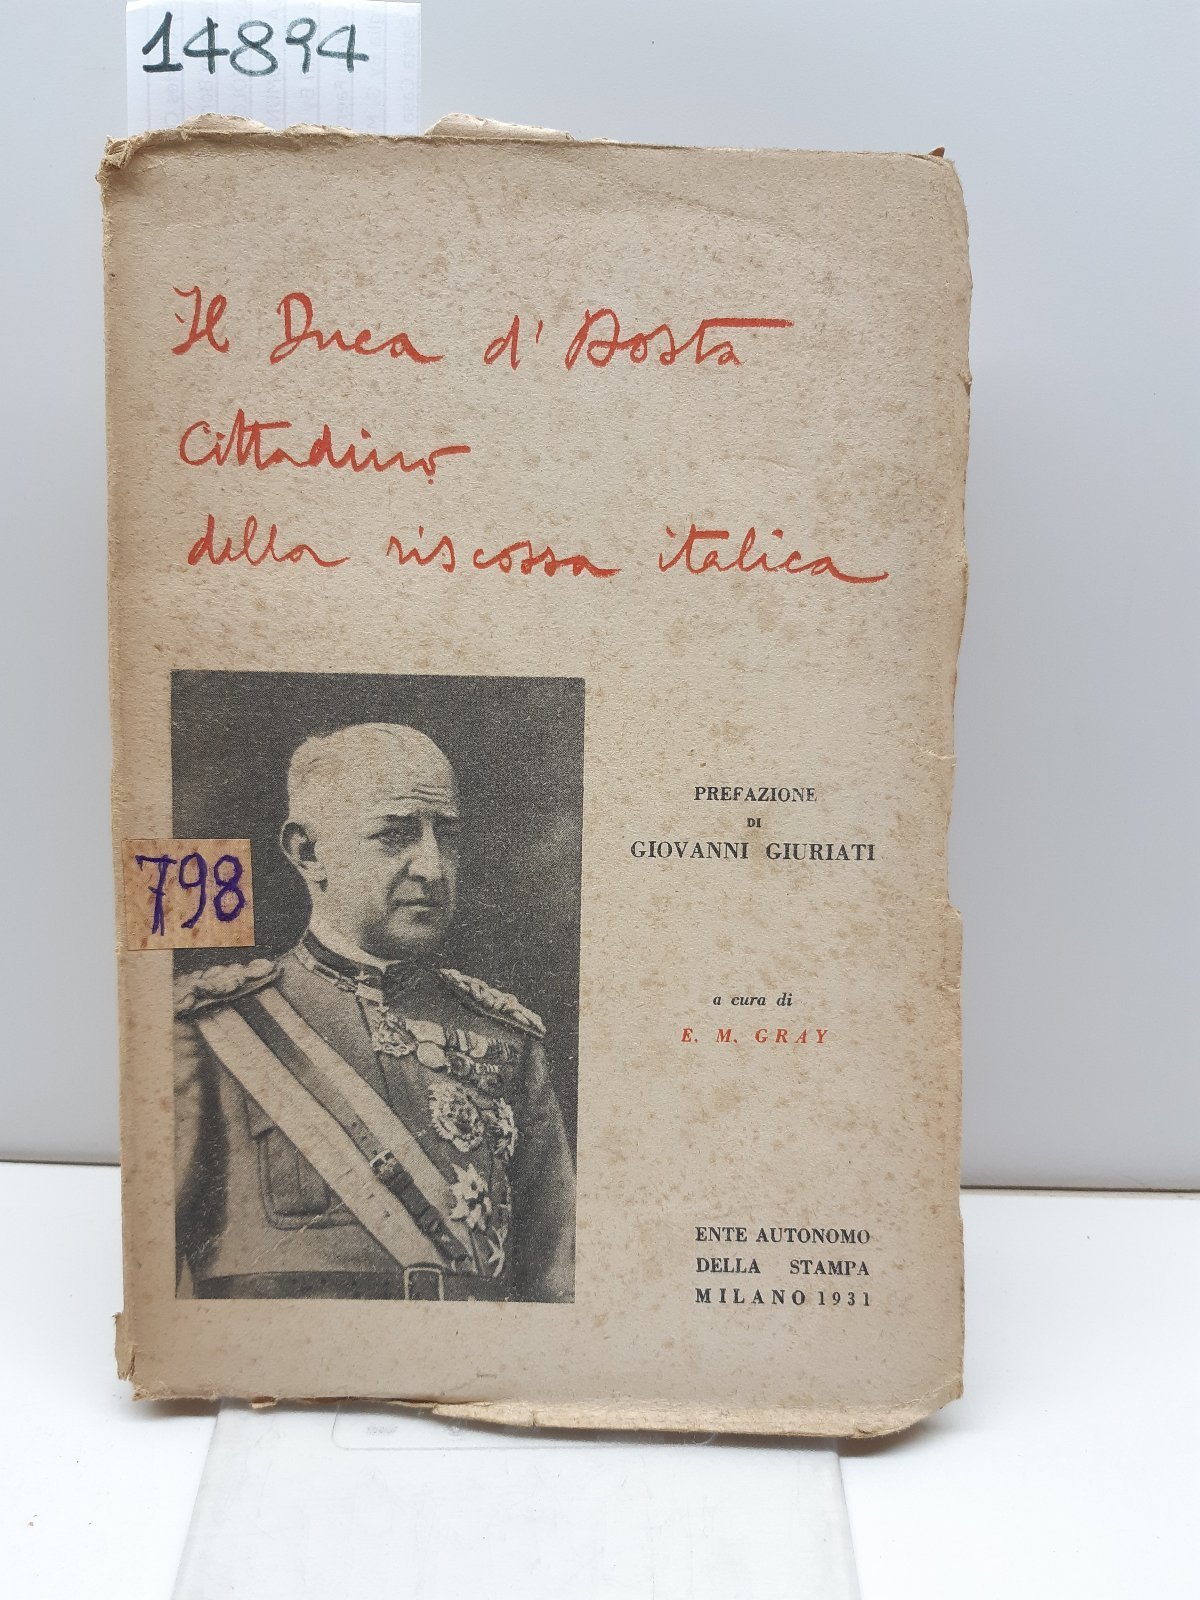 14894
Il Duca d'Aosta
Cittadino
della riscossa italica
798
PREFAZIONE
DI
GIOVANNI GIURIATI
a cura di
E. M. GRAY
ENTE AUTONOMO
DELLA STAMPA
MILANO 1931